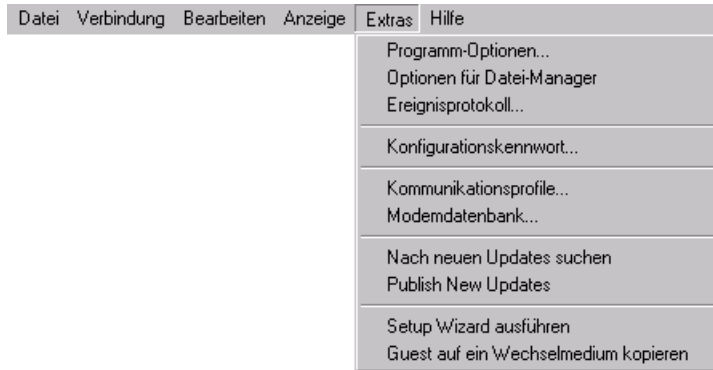 Datei Verbindung Bearbeiten Anzeige Extras Hilfe
Programm-Optionen...
Optionen für Datei-Manager
Ereignisprotokoll...
Konfigurationskennwort...
Kommunikationsprofile...
Modemdatenbank...
Nach neuen Updates suchen
Publish New Updates
Setup Wizard ausführen
Guest auf ein Wechselmedium kopieren